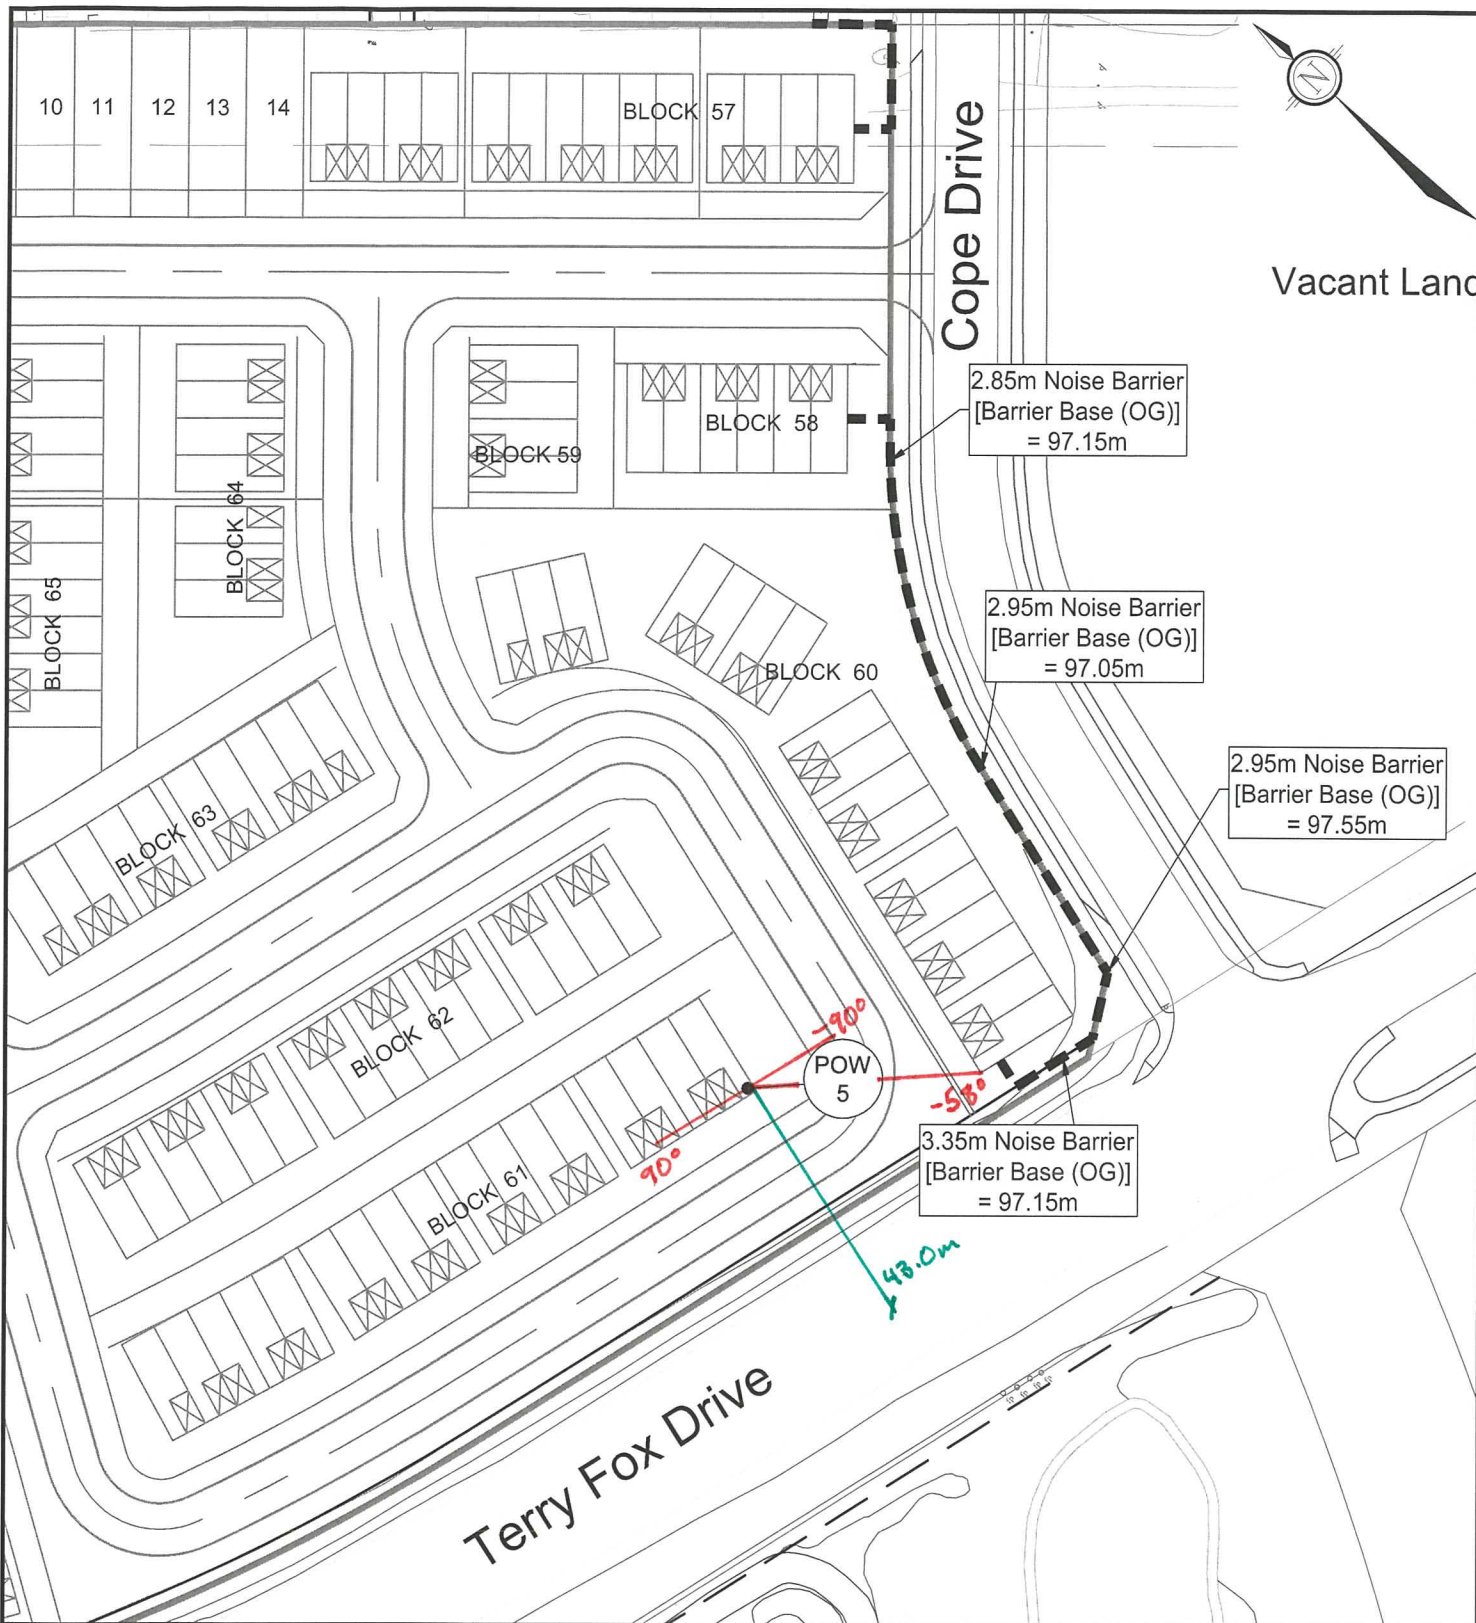 10
11
12
13
14
BLOCK 57
N
Cope Drive
Vacant Land
2.85m Noise Barrier
[Barrier Base (OG)]
= 97.15m
BLOCK 58
BLOCK 59
BLOCK 64
BLOCK 65
2.95m Noise Barrier
[Barrier Base (OG)]
= 97.05m
BLOCK 60
2.95m Noise Barrier
[Barrier Base (OG)]
= 97.55m
BLOCK 63
BLOCK 62
-90°
POW
5
-58°
90°
3.35m Noise Barrier
[Barrier Base (OG)]
= 97.15m
BLOCK 61
43.0m
Terry Fox Drive